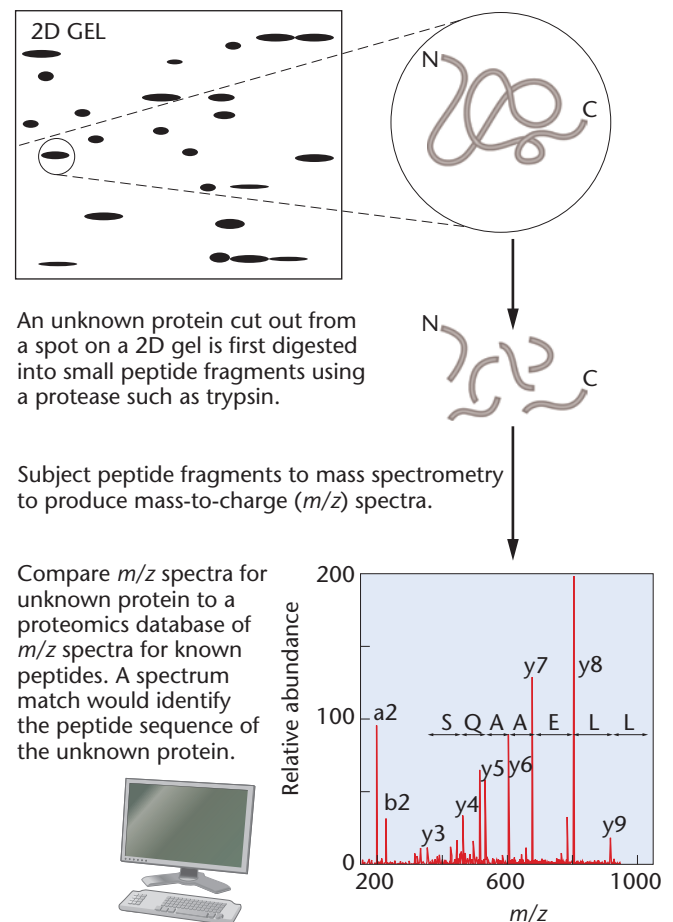 2D GEL
N
C
An unknown protein cut out from
a spot on a 2D gel is first digested
into small peptide fragments using
a protease such as trypsin.
N
C
Subject peptide fragments to mass spectrometry
to produce mass-to-charge (m/z) spectra.
Compare m/z spectra for
unknown protein to a
proteomics database of
m/z spectra for known
peptides. A spectrum
match would identify
the peptide sequence of
the unknown protein.
Relative abundance
200
100
0
a2
b2
y3
y4
y5
y6
y7
y8
y9
S Q A A E L L
200 600 1000
m/z